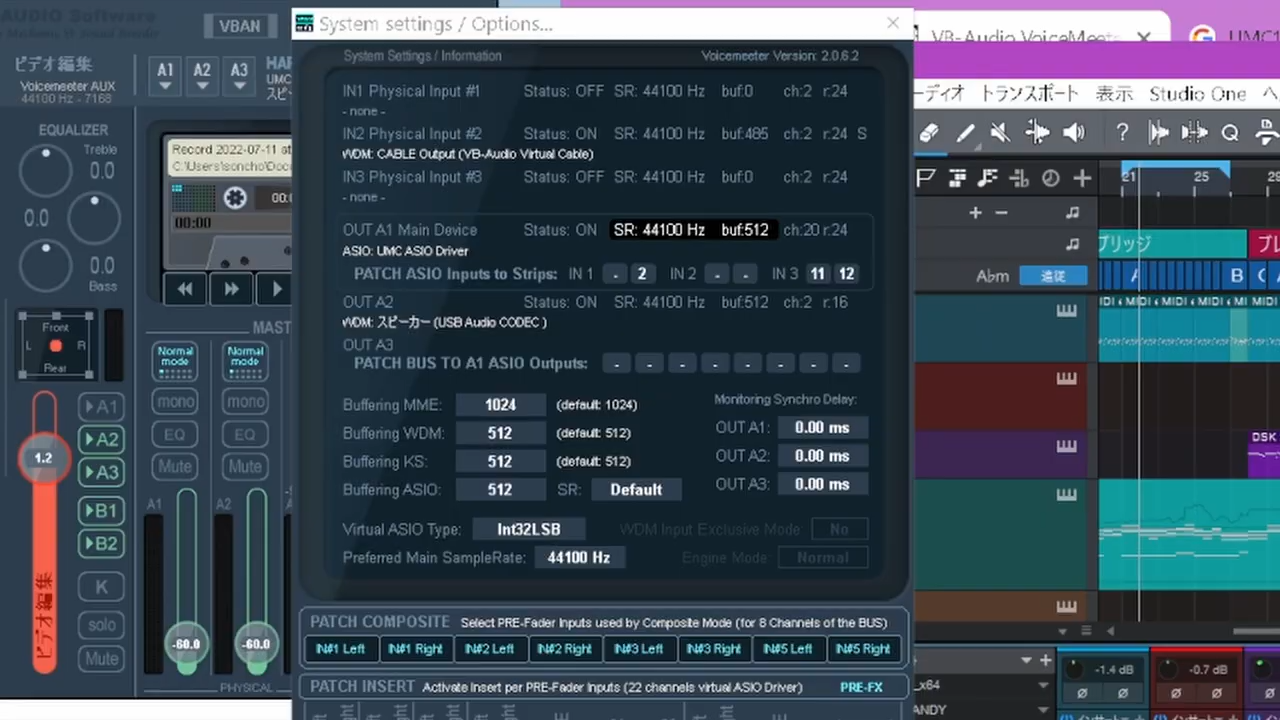 AUDIO Software
VBAN
ビデオ編集
Voicemeeter AUX
44100 Hz - 7168
A1 A2 A3
EQUALIZER
Treble
0.0
0.0
0.0
Bass
Front
L R
Rear
1.2
ビデオ編集
A1
A2
A3
B1
B2
K
solo
Mute
Record 2022-07-11 at
C:\Users\soncho\Doc
00:00
Normal mode Normal mode
mono mono
EQ EQ
Mute Mute
A1 A2
-60.0 -60.0
PHYSICAL
System settings / Options...
System Settings / Information Voicemeeter Version: 2.0.6.2
IN1 Physical Input #1 Status: OFF SR: 44100 Hz buf:0 ch:2 r:24
- none -
IN2 Physical Input #2 Status: ON SR: 44100 Hz buf:485 ch:2 r:24 S
WDM: CABLE Output (VB-Audio Virtual Cable)
IN3 Physical Input #3 Status: OFF SR: 44100 Hz buf:0 ch:2 r:24
- none -
OUT A1 Main Device Status: ON SR: 44100 Hz buf:512 ch:20 r:24
ASIO: UMC ASIO Driver
PATCH ASIO Inputs to Strips: IN 1 - 2 IN 2 - - IN 3 11 12
OUT A2 Status: ON SR: 44100 Hz buf:512 ch:2 r:16
WDM: スピーカー (USB Audio CODEC )
OUT A3
PATCH BUS TO A1 ASIO Outputs: - - - - - - - -
Buffering MME: 1024 (default: 1024)
Buffering WDM: 512 (default: 512)
Buffering KS: 512 (default: 512)
Buffering ASIO: 512 SR: Default
Monitoring Synchro Delay:
OUT A1: 0.00 ms
OUT A2: 0.00 ms
OUT A3: 0.00 ms
Virtual ASIO Type: Int32LSB WDM Input Exclusive Mode: No
Preferred Main SampleRate: 44100 Hz Engine Mode: Normal
PATCH COMPOSITE Select PRE-Fader Inputs used by Composite Mode (for 8 Channels of the BUS)
IN#1 Left IN#1 Right IN#2 Left IN#2 Right IN#3 Left IN#3 Right IN#5 Left IN#5 Right
PATCH INSERT Activate Insert per PRE-Fader Inputs (22 channels virtual ASIO Driver) PRE-FX
VB-Audio VoiceMeet
ーディオ トランスポート 表示 Studio One ヘ
21 25 29
ブリッジ
A♭m 追従
A B C
MIDI MIDI MIDI MI MIDI
DSK
x64
ANDY
-1.4 dB -0.7 dB